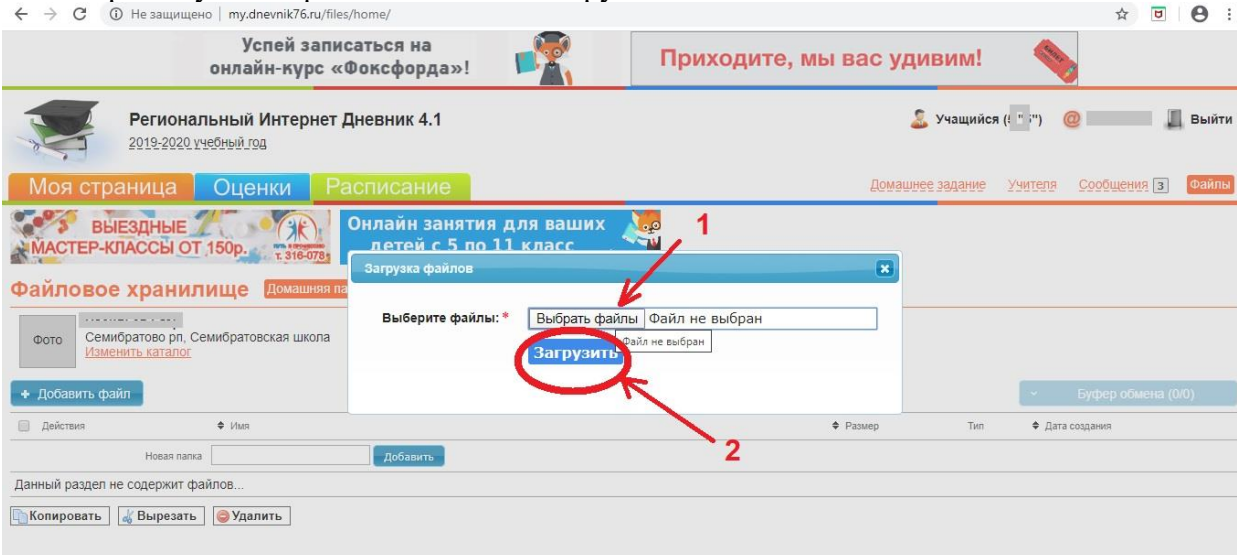 Не защищено | my.dnevnik76.ru/files/home/
Успей записаться на
онлайн-курс «Фоксфорда»!
Приходите, мы вас удивим!
Региональный Интернет Дневник 4.1
2019-2020 учебный год
Учащийся
Выйти
Моя страница
Оценки
Расписание
Домашнее задание
Учителя
Сообщения 3
Файлы
ВЫЕЗДНЫЕ
МАСТЕР-КЛАССЫ ОТ 150р.
т. 316-078
Онлайн занятия для ваших
детей с 5 по 11 класс
1
Загрузка файлов
Файловое хранилище
Домашняя
Выберите файлы: *
Выбрать файлы
Файл не выбран
Файл не выбран
Загрузить
Фото
Семибратово рп, Семибратовская школа
Изменить каталог
+ Добавить файл
Буфер обмена (0/0)
Действия
Имя
Размер
Тип
Дата создания
2
Новая папка
Добавить
Данный раздел не содержит файлов...
Копировать
Вырезать
Удалить